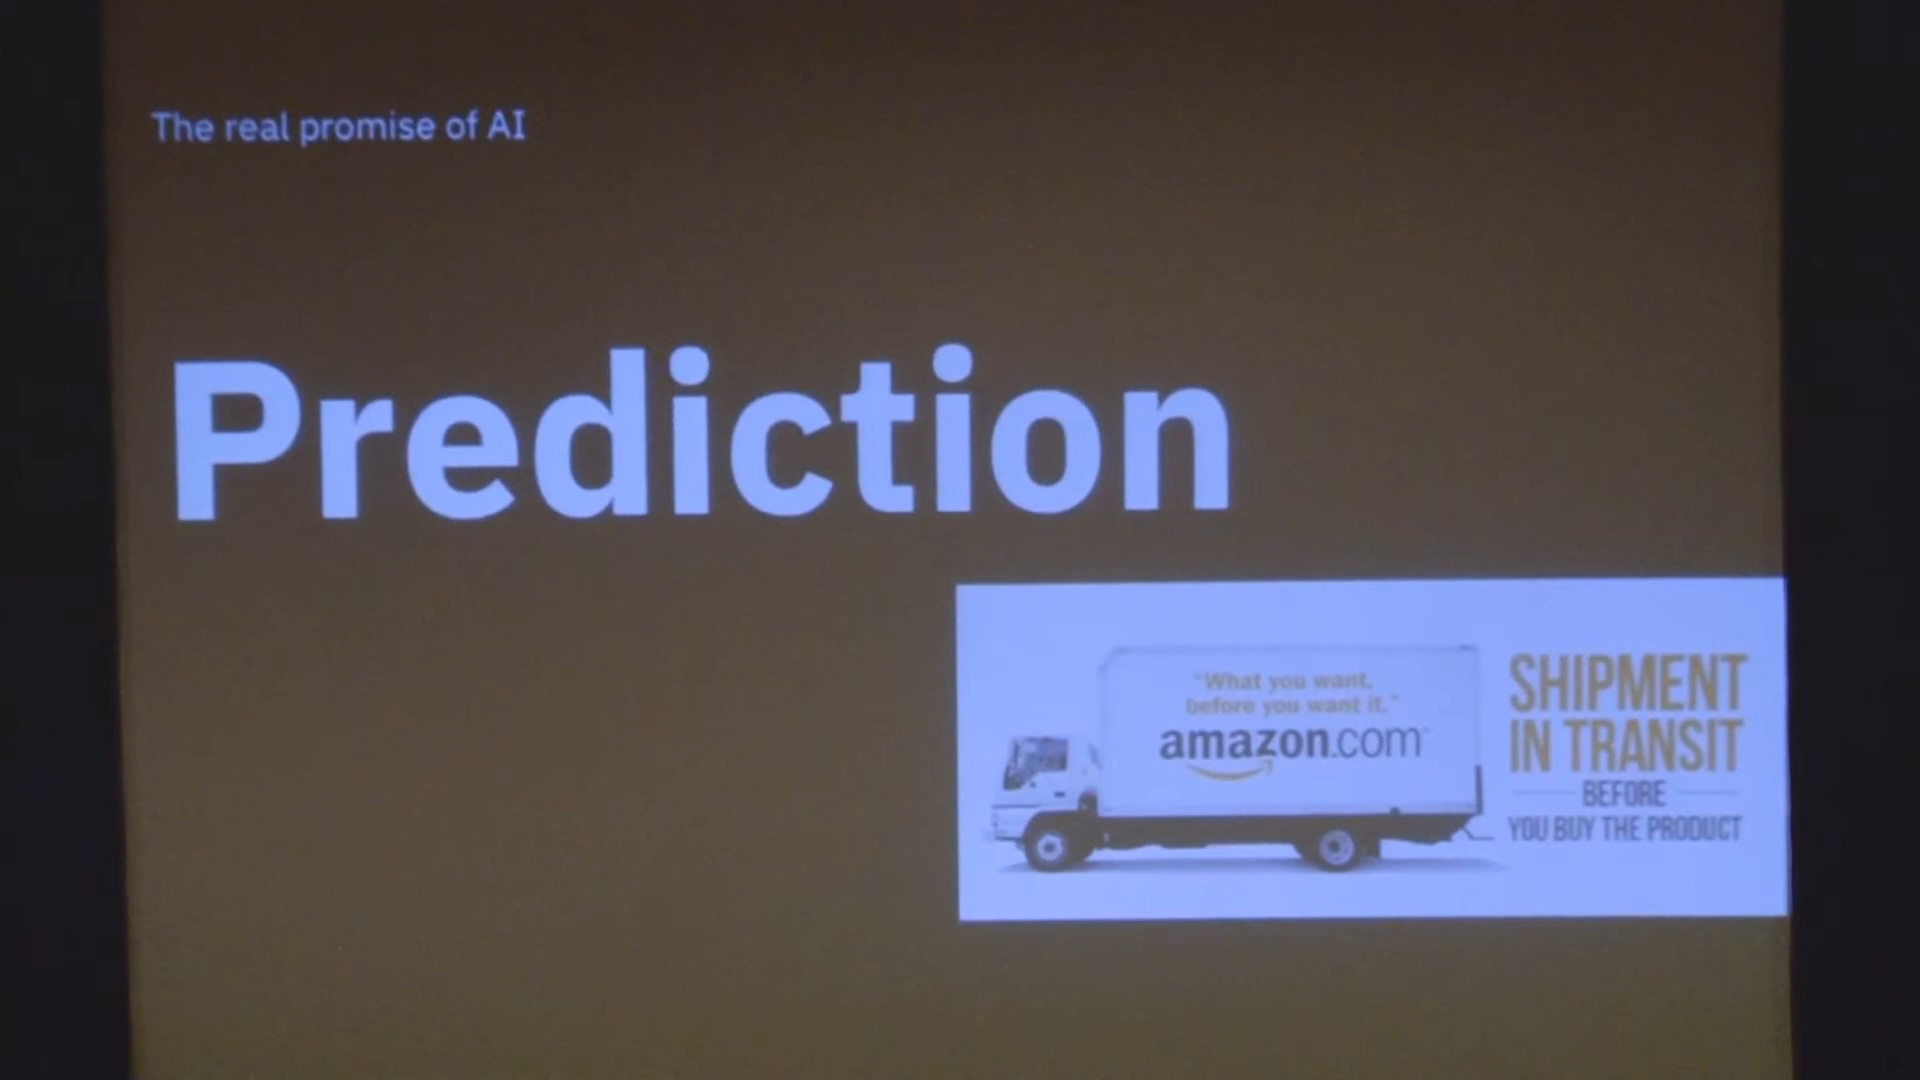 The real promise of AI
Prediction
"What you want,
before you want it."
amazon.com
SHIPMENT
IN TRANSIT
BEFORE
YOU BUY THE PRODUCT